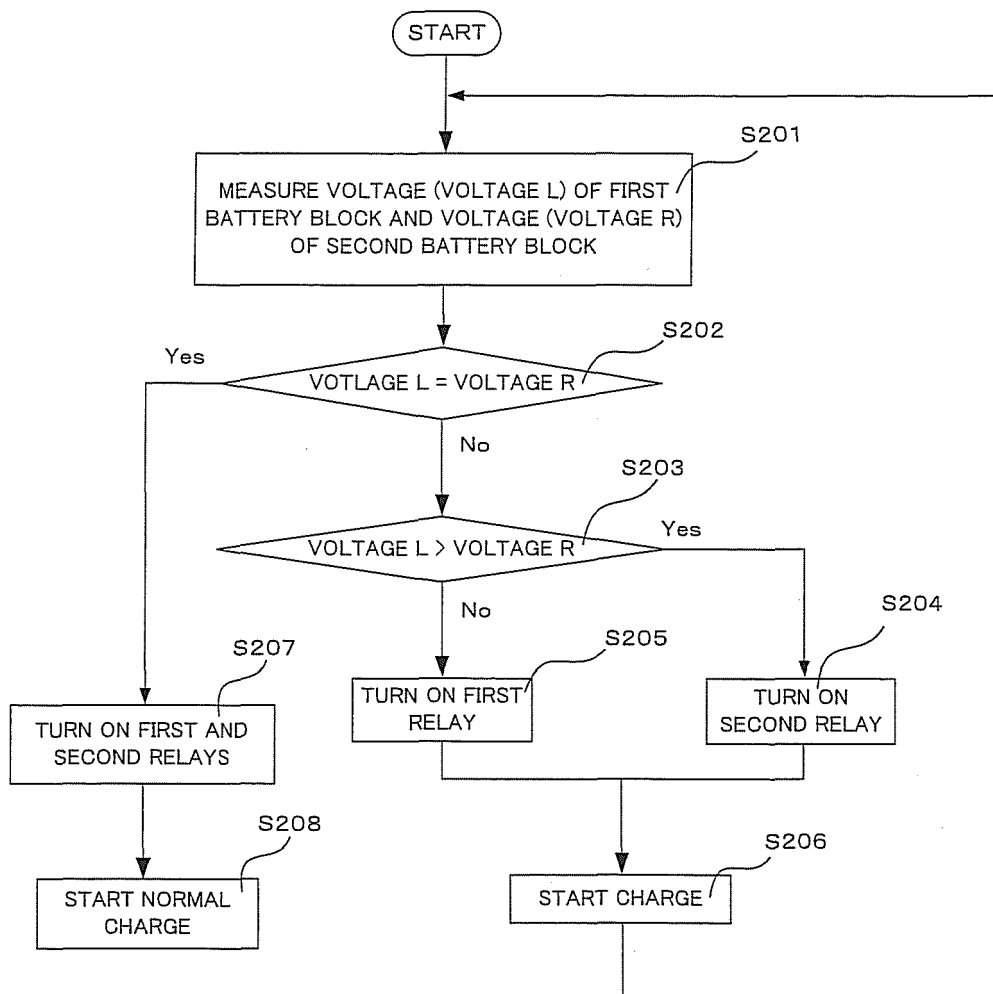 START
S201
MEASURE VOLTAGE (VOLTAGE L) OF FIRST
BATTERY BLOCK AND VOLTAGE (VOLTAGE R)
OF SECOND BATTERY BLOCK
S202
Yes
VOTLAGE L = VOLTAGE R
No
S203
VOLTAGE L > VOLTAGE R
Yes
No
S204
S205
S207
TURN ON FIRST
RELAY
TURN ON
SECOND RELAY
TURN ON FIRST AND
SECOND RELAYS
S208
S206
START NORMAL
CHARGE
START CHARGE